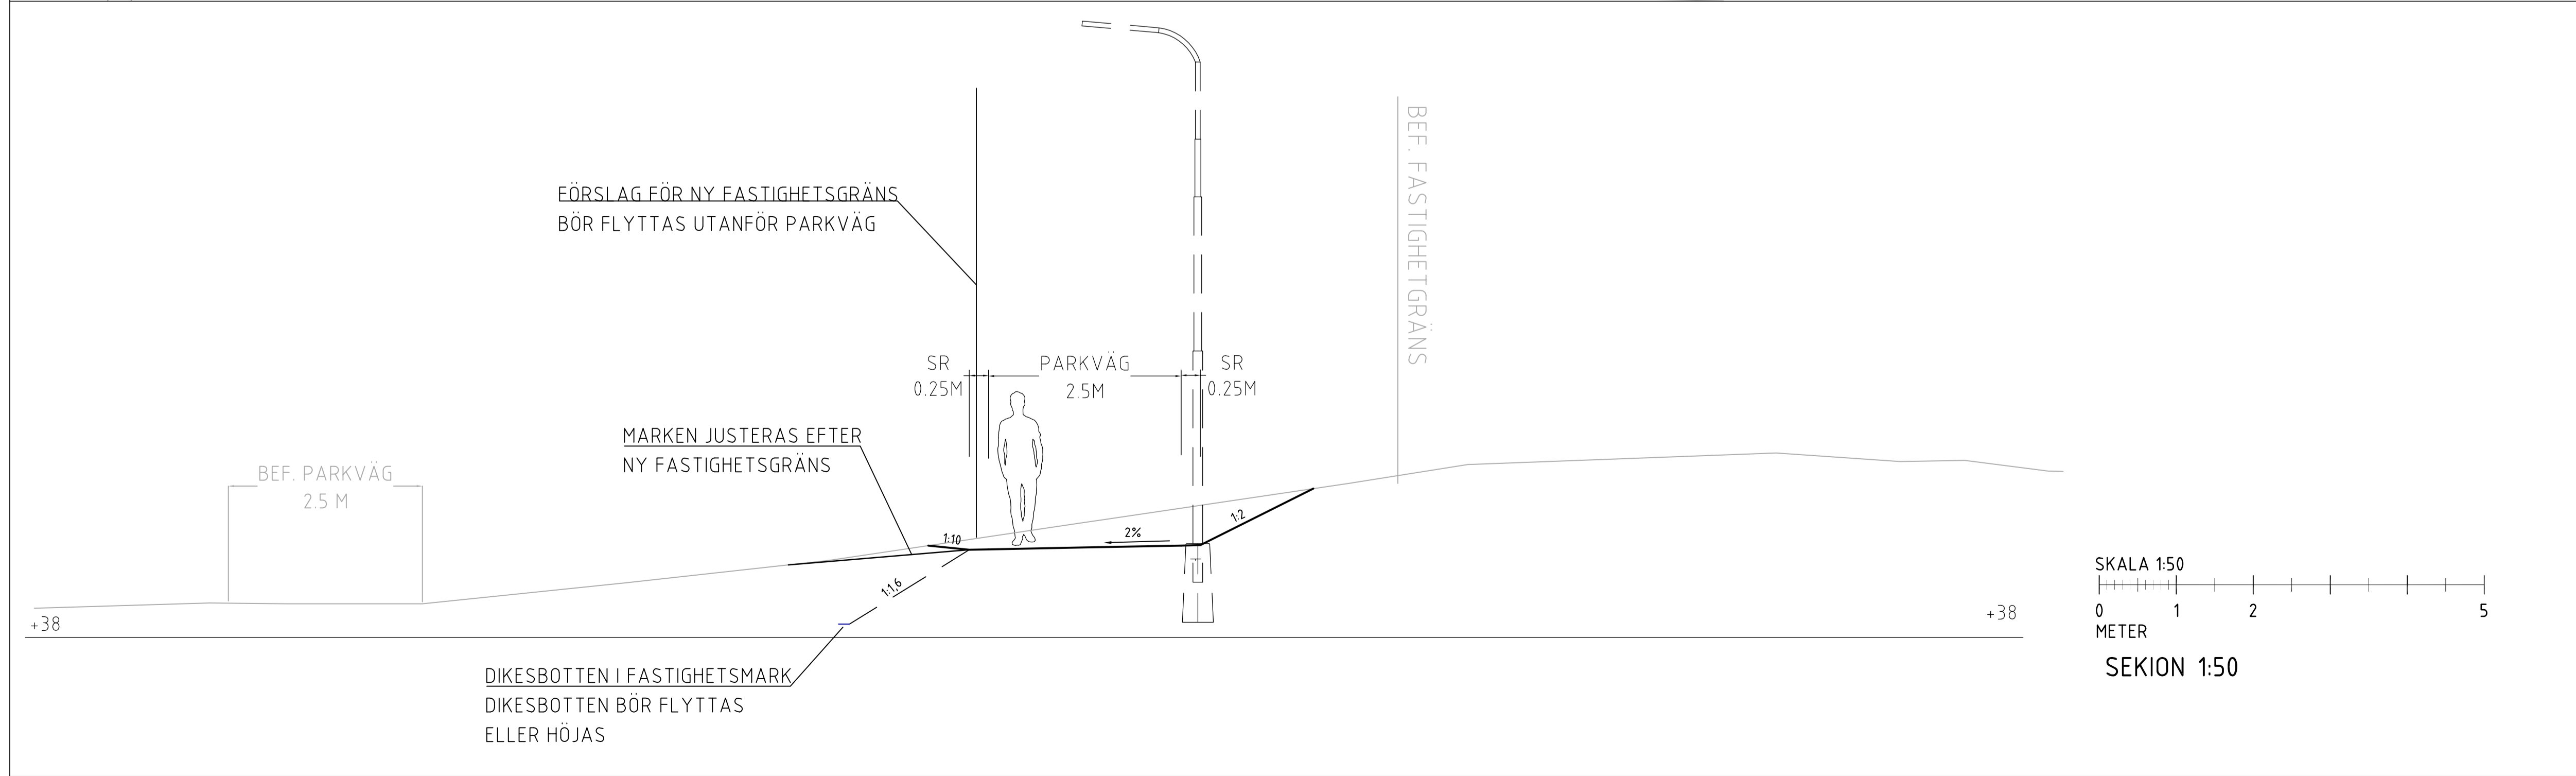 FÖRSLAG FÖR NY FASTIGHETSGRÄNS
BÖR FLYTTAS UTANFÖR PARKVÄG
BEF. FASTIGHETGRÄNS
SR
0.25M
PARKVÄG
2.5M
SR
0.25M
MARKEN JUSTERAS EFTER
NY FASTIGHETSGRÄNS
BEF. PARKVÄG
2.5 M
1:10
2%
1:2
1:1,6
+38
+38
DIKESBOTTEN I FASTIGHETSMARK
DIKESBOTTEN BÖR FLYTTAS
ELLER HÖJAS
SKALA 1:50
0 1 2 5
METER
SEKION 1:50